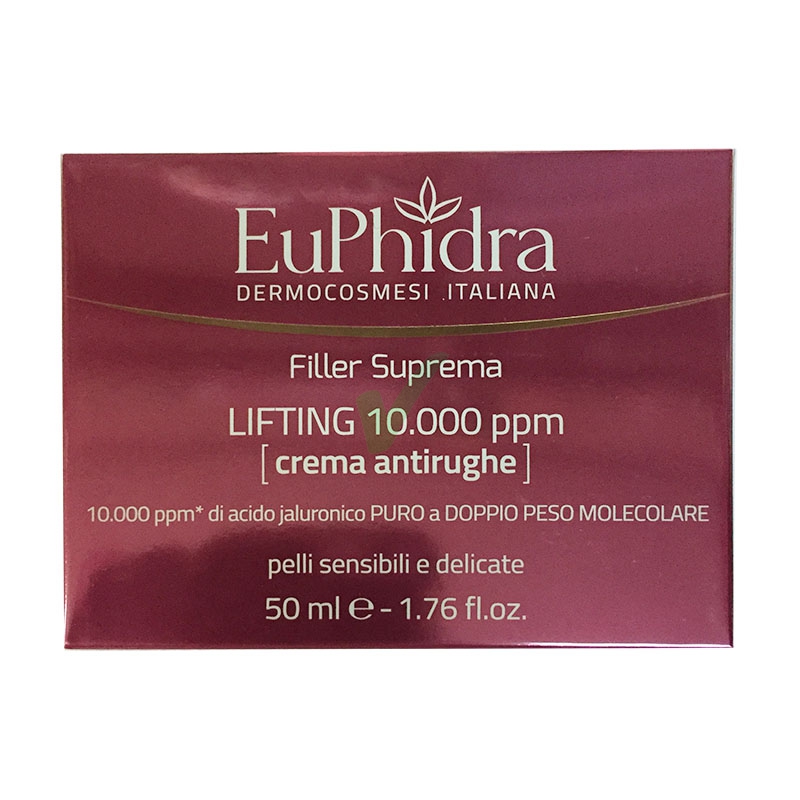 EuPhidra
DERMOCOSMESI ITALIANA
Filler Suprema
LIFTING 10.000 ppm
[crema antirughe]
10.000 ppm* di acido jaluronico PURO a DOPPIO PESO MOLECOLARE
pelli sensibili e delicate
50 ml ℮ - 1.76 fl.oz.